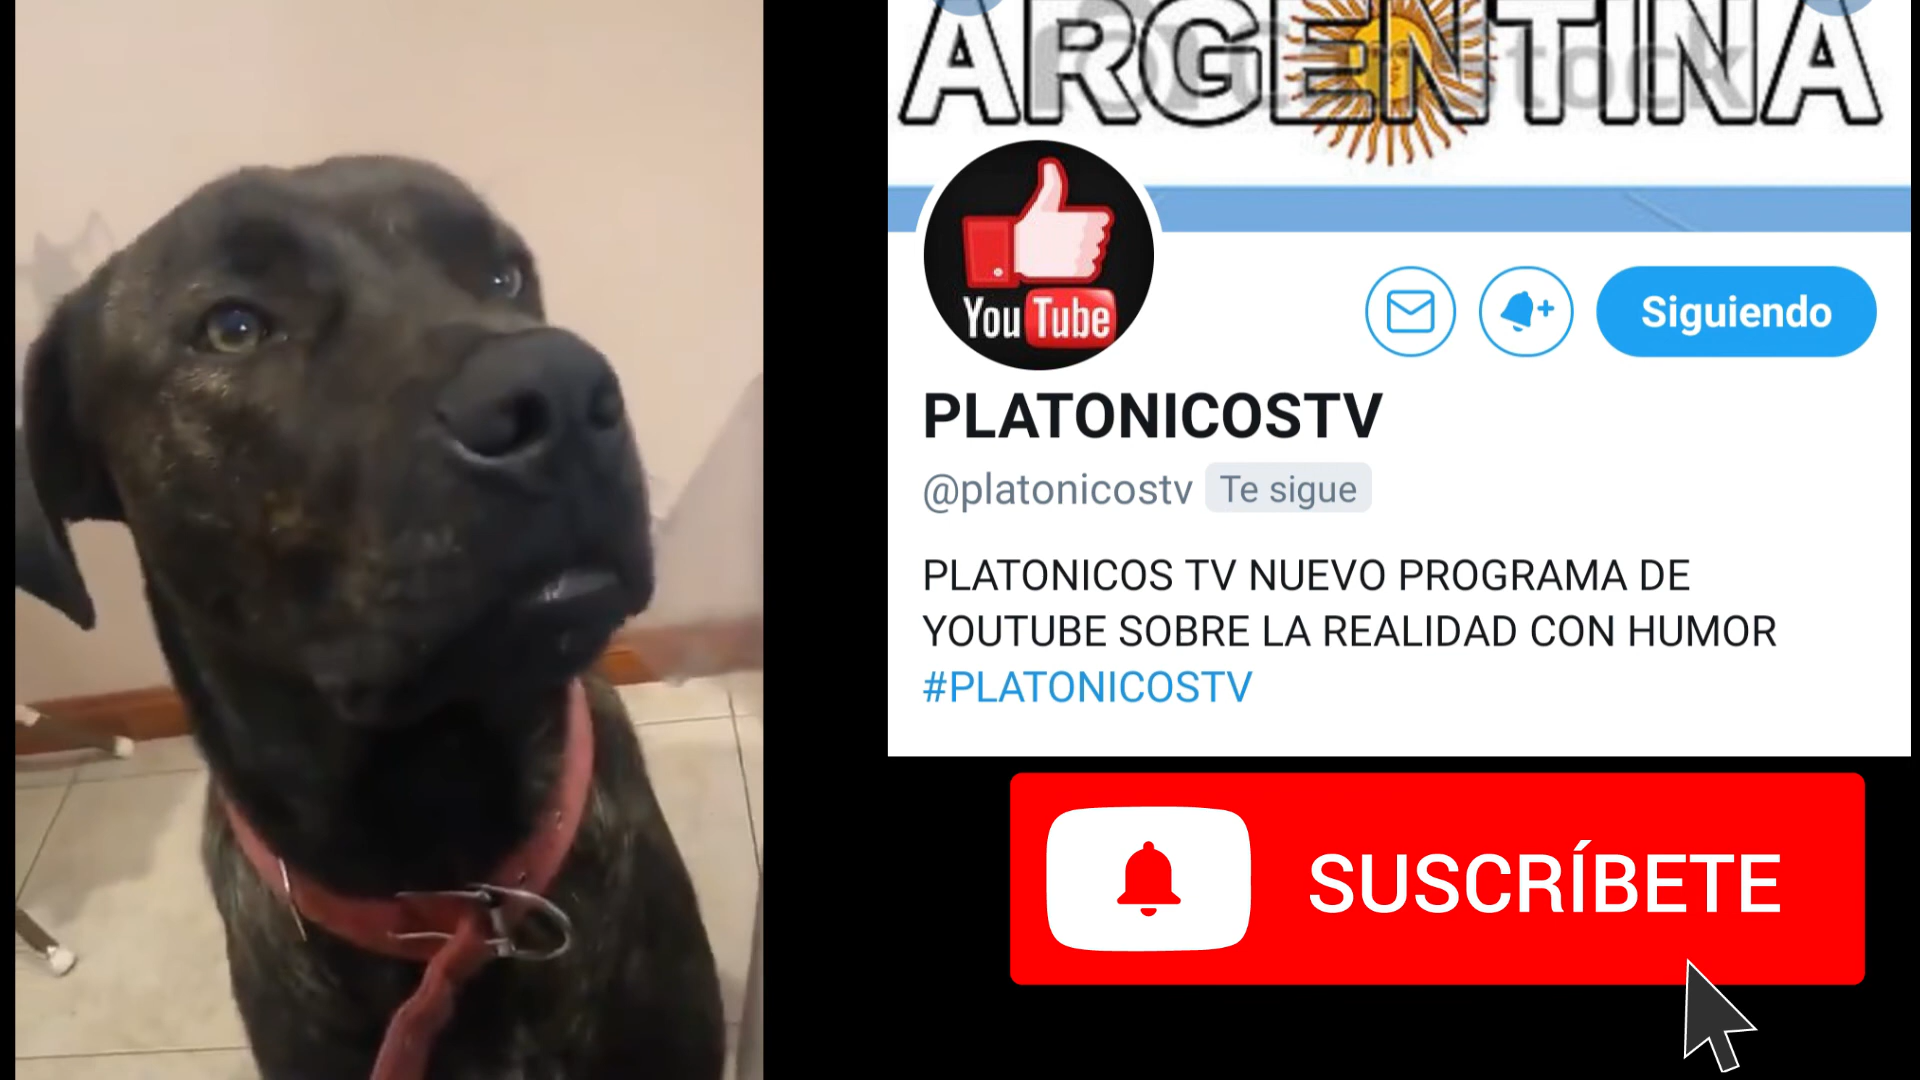 ARGENTINA
You Tube
Siguiendo
PLATONICOSTV
@platonicostv Te sigue
PLATONICOS TV NUEVO PROGRAMA DE
YOUTUBE SOBRE LA REALIDAD CON HUMOR
#PLATONICOSTV
SUSCRÍBETE